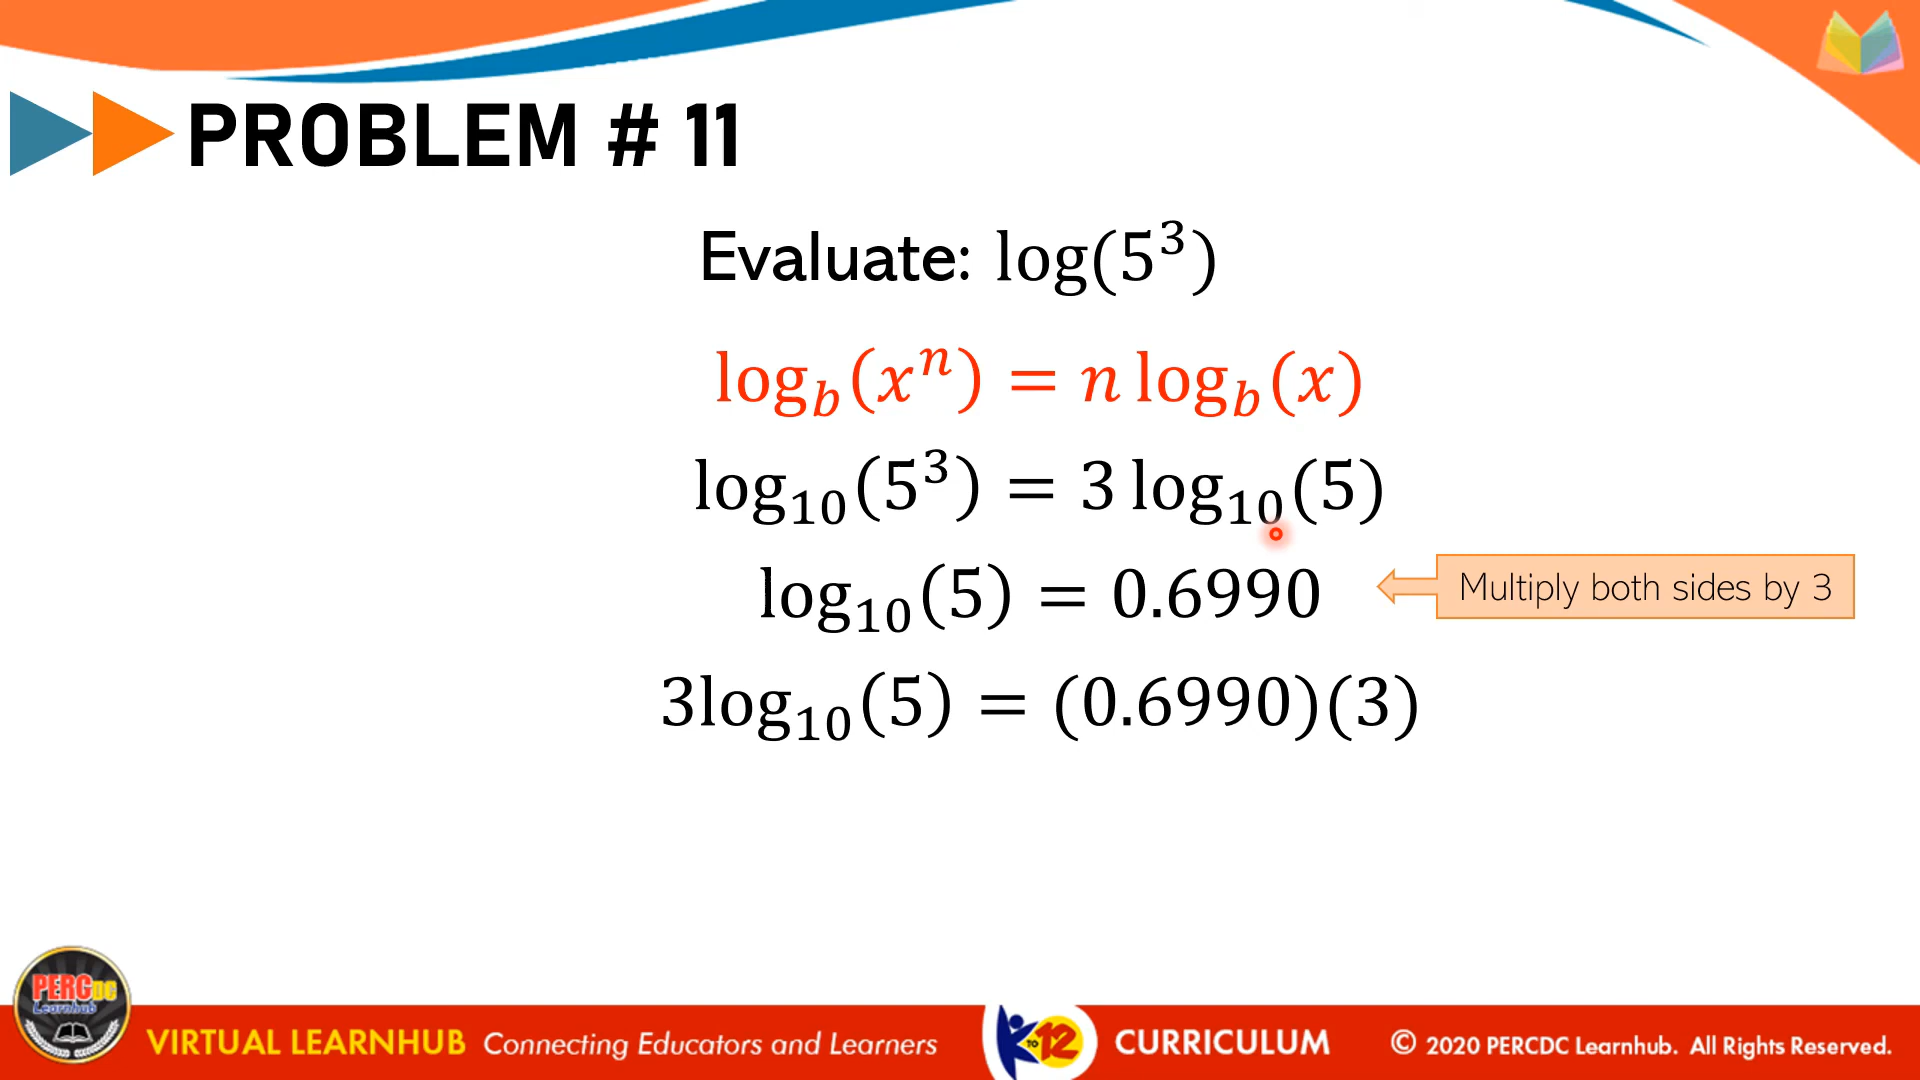 PROBLEM # 11
Evaluate: log(5³)
log_b(xⁿ) = n log_b(x)
log₁₀(5³) = 3 log₁₀(5)
log₁₀(5) = 0.6990
Multiply both sides by 3
3log₁₀(5) = (0.6990)(3)
PERCDC
Learnhub
VIRTUAL LEARNHUB Connecting Educators and Learners
K TO 12 CURRICULUM
© 2020 PERCDC Learnhub. All Rights Reserved.